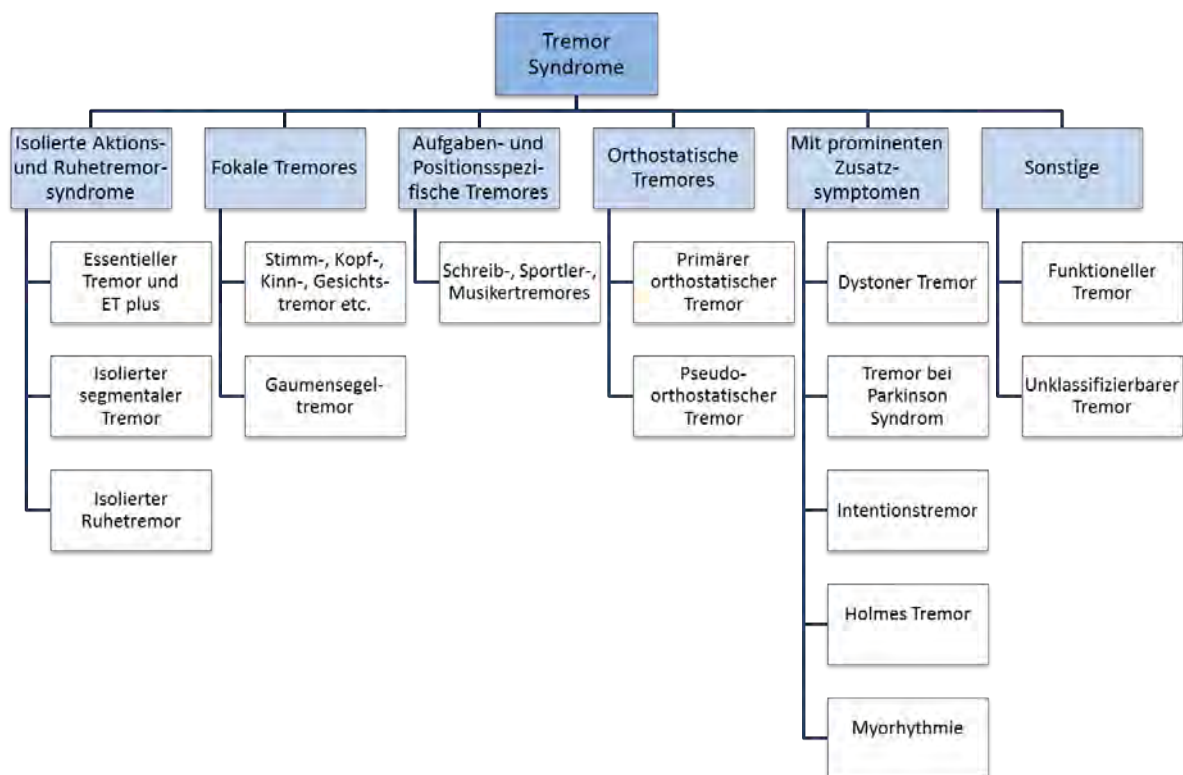 Tremor
Syndrome
Isolierte Aktions-
und Ruhetremor-
syndrome
Fokale Tremores
Aufgaben- und
Positionsspezi-
fische Tremores
Orthostatische
Tremores
Mit prominenten
Zusatz-
symptomen
Sonstige
Essentieller
Tremor und
ET plus
Stimm-, Kopf-,
Kinn-, Gesichts-
tremor etc.
Schreib-, Sportler-,
Musikertremores
Primärer
orthostatischer
Tremor
Dystoner Tremor
Funktioneller
Tremor
Isolierter
segmentaler
Tremor
Gaumensegel-
tremor
Pseudo-
orthostatischer
Tremor
Tremor bei
Parkinson
Syndrom
Unklassifizierbarer
Tremor
Isolierter
Ruhetremor
Intentionstremor
Holmes Tremor
Myorhythmie